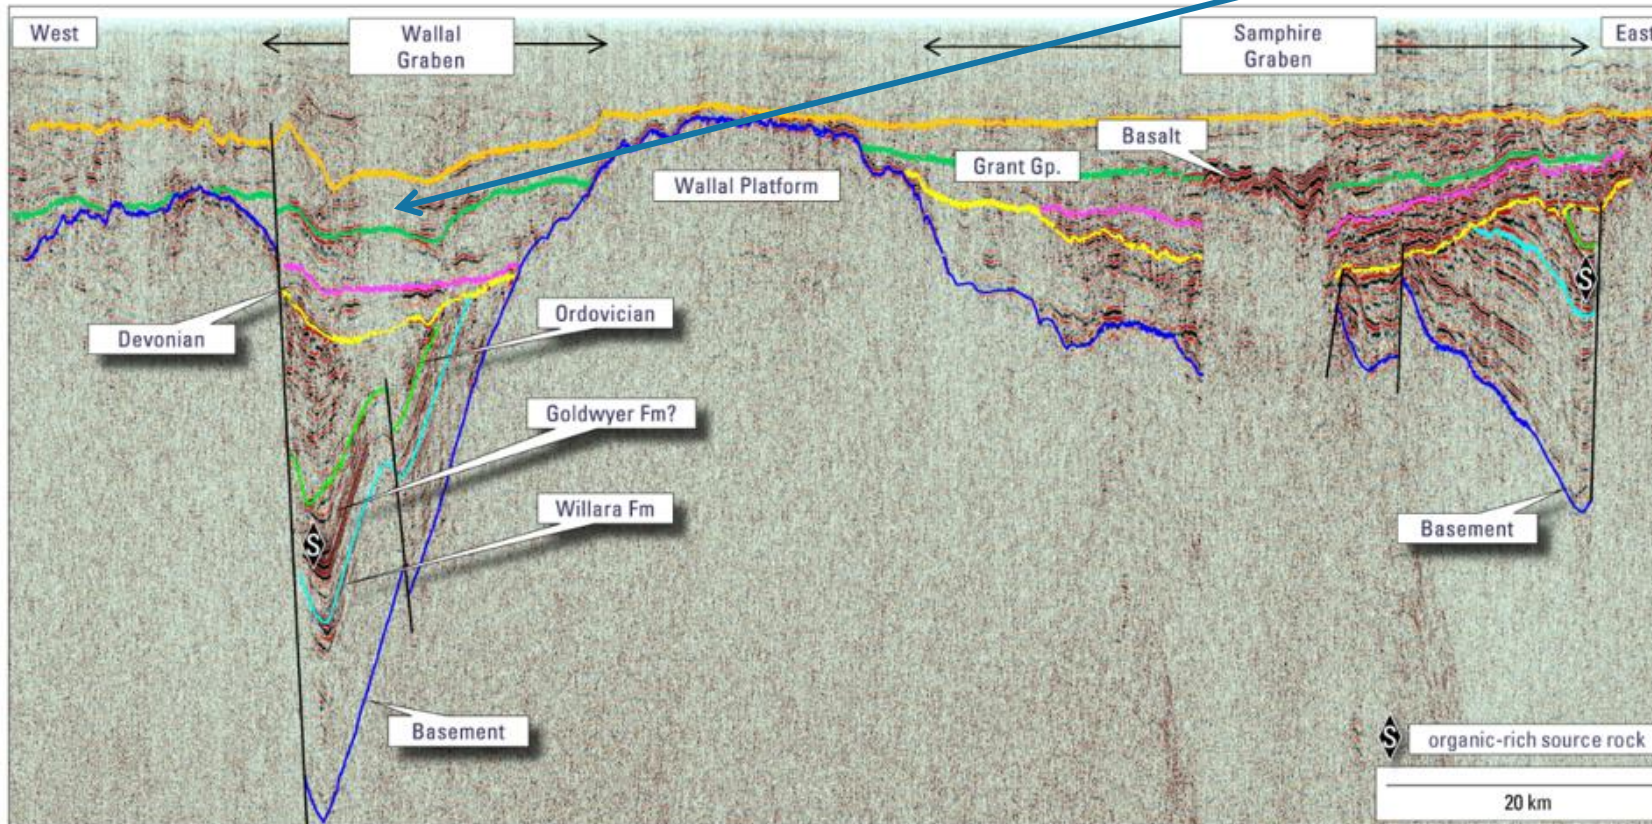 West
Wallal
Graben
Samphire
Graben
East
Basalt
Grant Gp.
Wallal Platform
Devonian
Ordovician
Goldwyer Fm?
Willara Fm
Basement
Basement
S
S
S organic-rich source rock
20 km